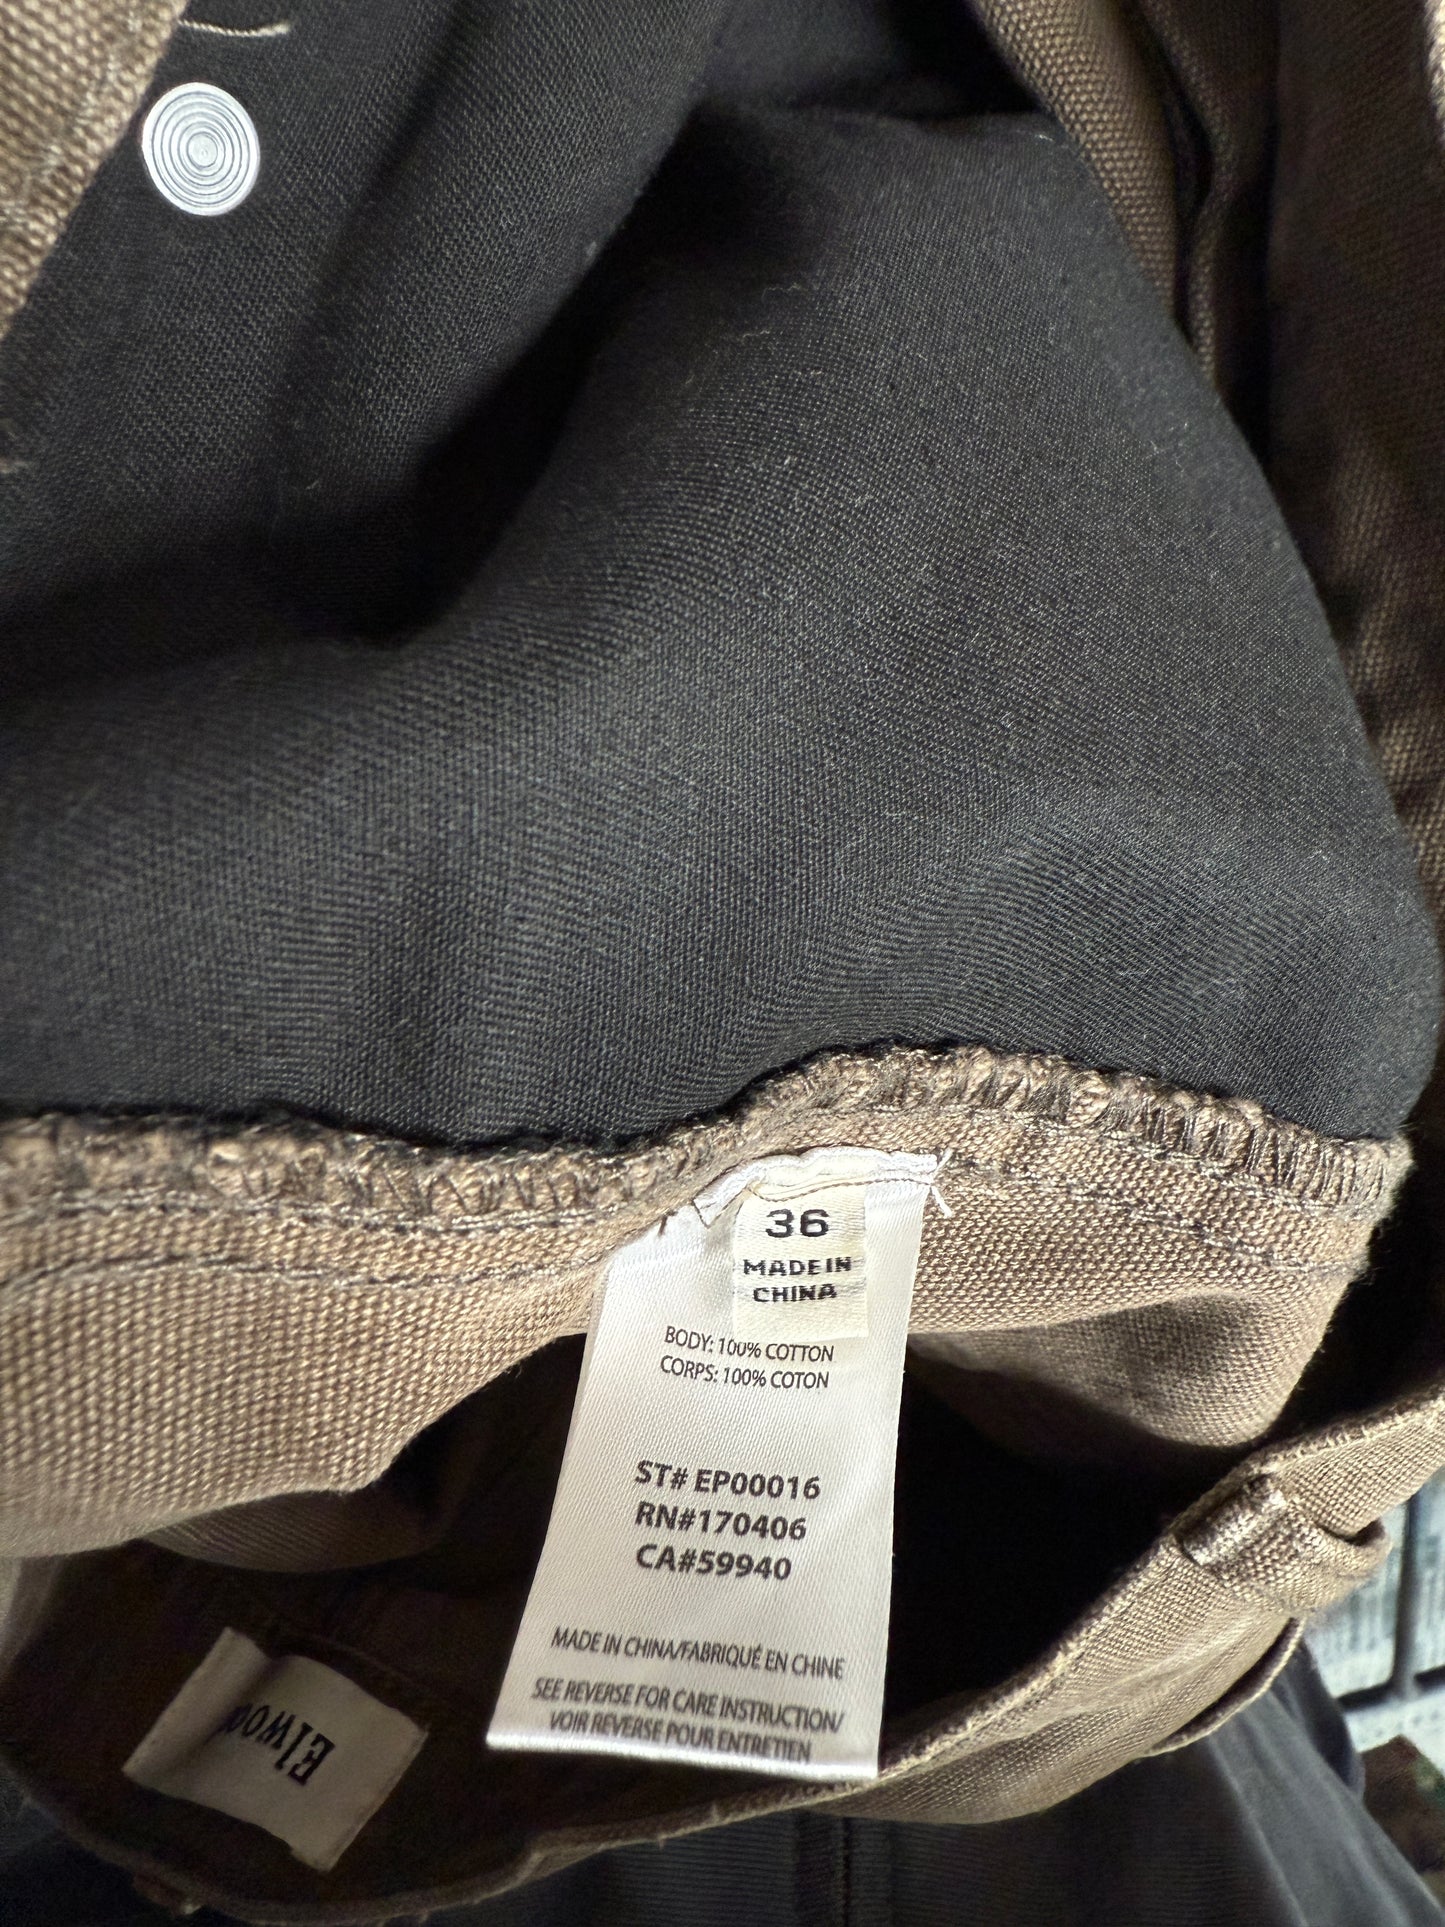 36
MADE IN
CHINA
BODY: 100% COTTON
CORPS: 100% COTON
ST# EP00016
RN#170406
CA#59940
MADE IN CHINA/FABRIQUÉ EN CHINE
SEE REVERSE FOR CARE INSTRUCTION/
VOIR REVERSE POUR ENTRETIEN